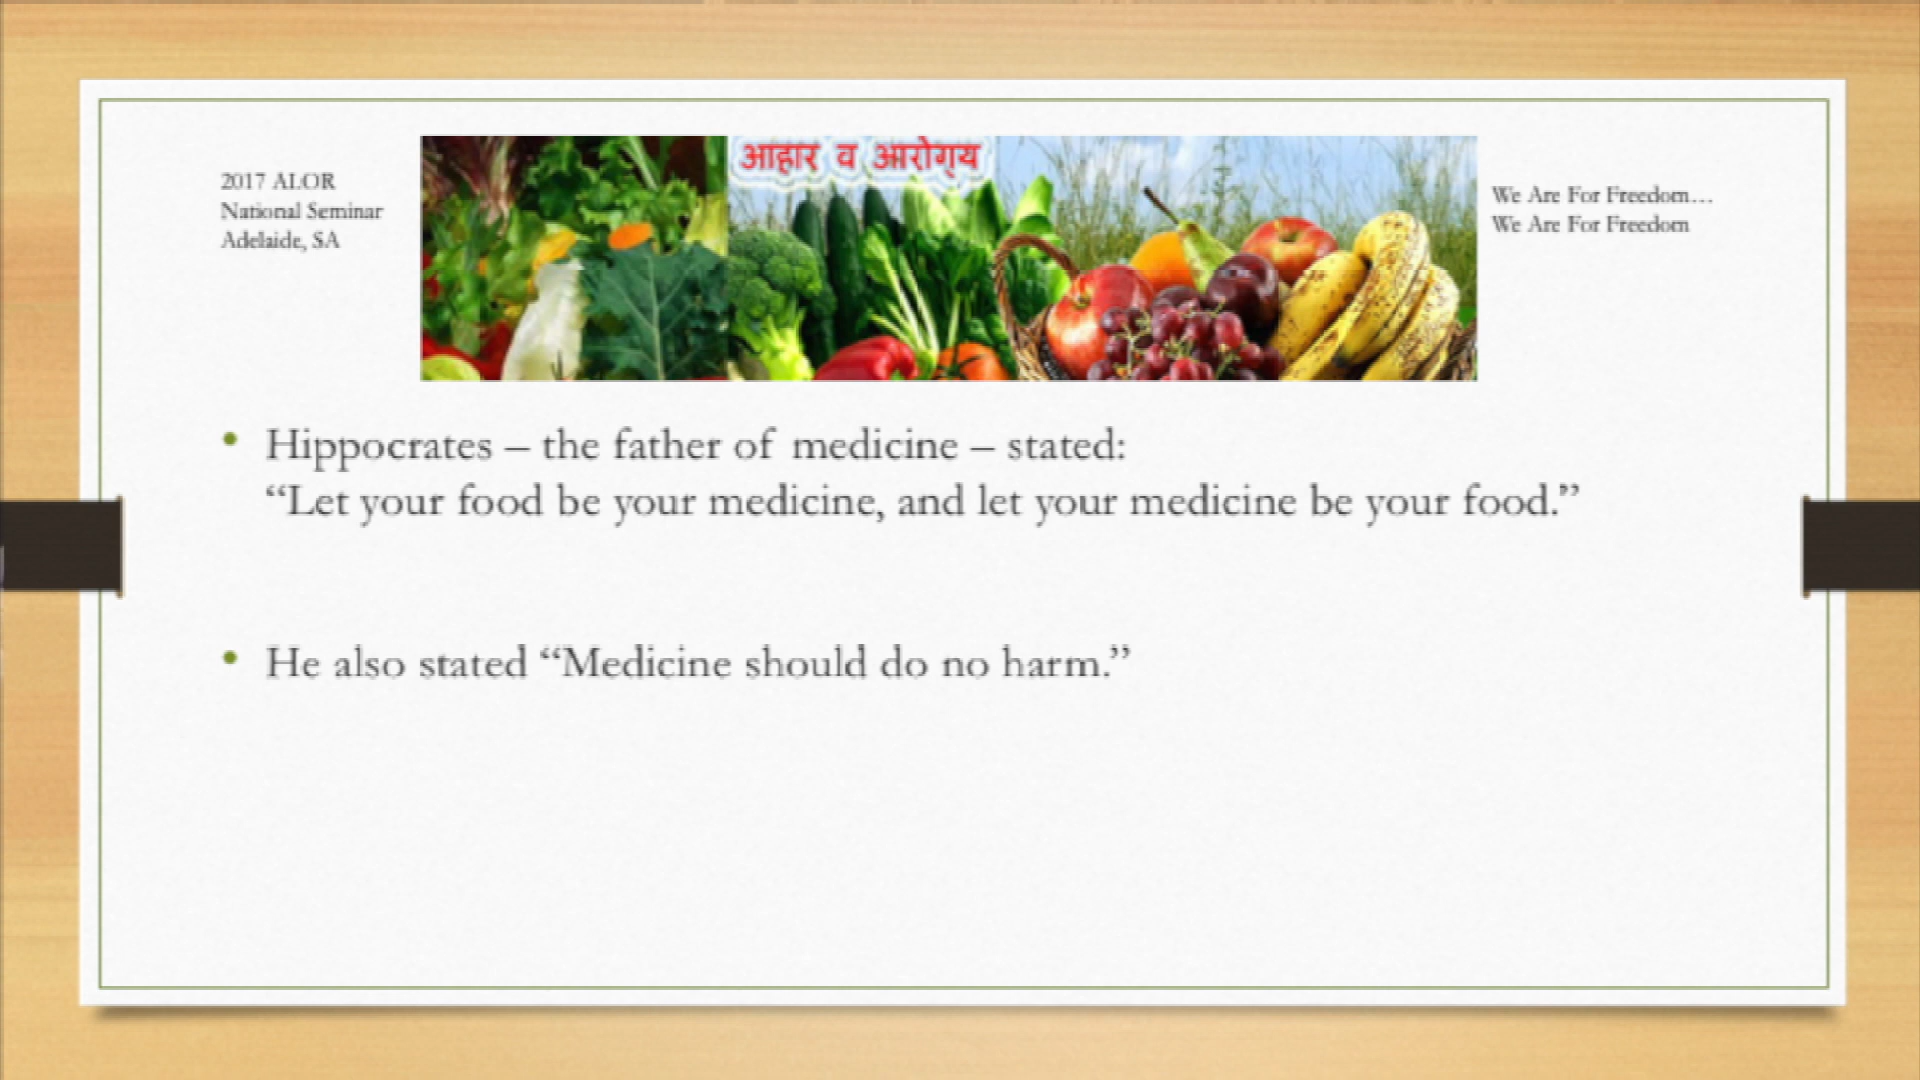 2017 ALOR
National Seminar
Adelaide, SA
आहार व आरोग्य
We Are For Freedom…
We Are For Freedom
• Hippocrates – the father of medicine – stated:
“Let your food be your medicine, and let your medicine be your food.”
• He also stated “Medicine should do no harm.”